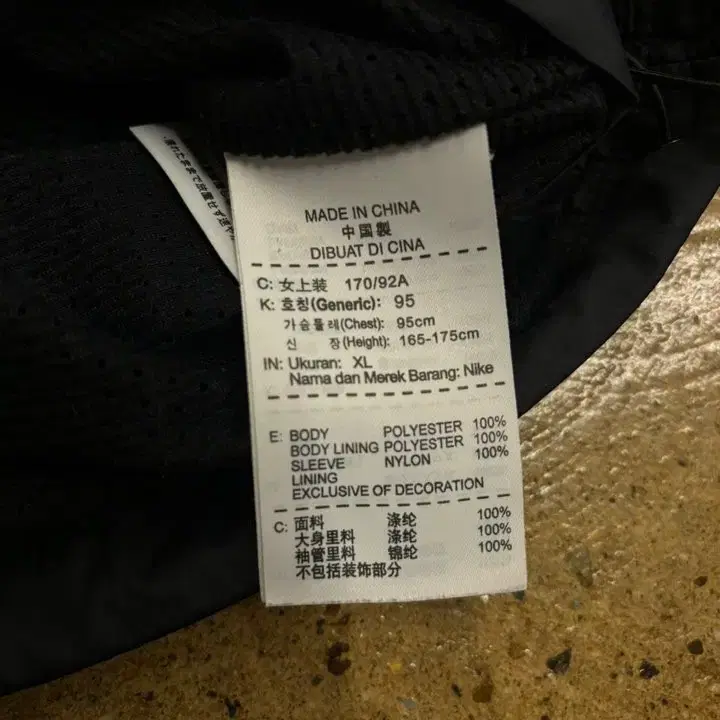 MADE IN CHINA
中国製
DIBUAT DI CINA
C: 女上装 170/92A
K: 호칭(Generic): 95
가슴둘레(Chest): 95cm
신 장(Height): 165-175cm
IN: Ukuran: XL
Nama dan Merek Barang: Nike
E: BODY POLYESTER 100%
BODY LINING POLYESTER 100%
SLEEVE NYLON 100%
LINING
EXCLUSIVE OF DECORATION
C: 面料 涤纶 100%
大身里料 涤纶 100%
袖管里料 锦纶 100%
不包括装饰部分